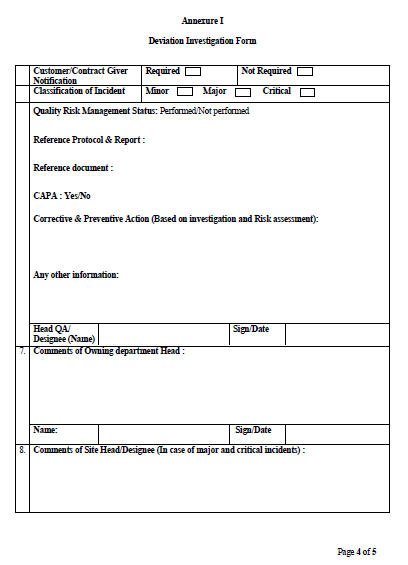 Annexure I
Deviation Investigation Form
Customer/Contract Giver Notification Required Not Required
Classification of Incident Minor Major Critical
Quality Risk Management Status: Performed/Not performed
Reference Protocol & Report :
Reference document :
CAPA : Yes/No
Corrective & Preventive Action (Based on investigation and Risk assessment):
Any other information:
Head QA/ Designee (Name) Sign/Date
7. Comments of Owning department Head :
Name: Sign/Date
8. Comments of Site Head/Designee (In case of major and critical incidents) :
Page 4 of 5